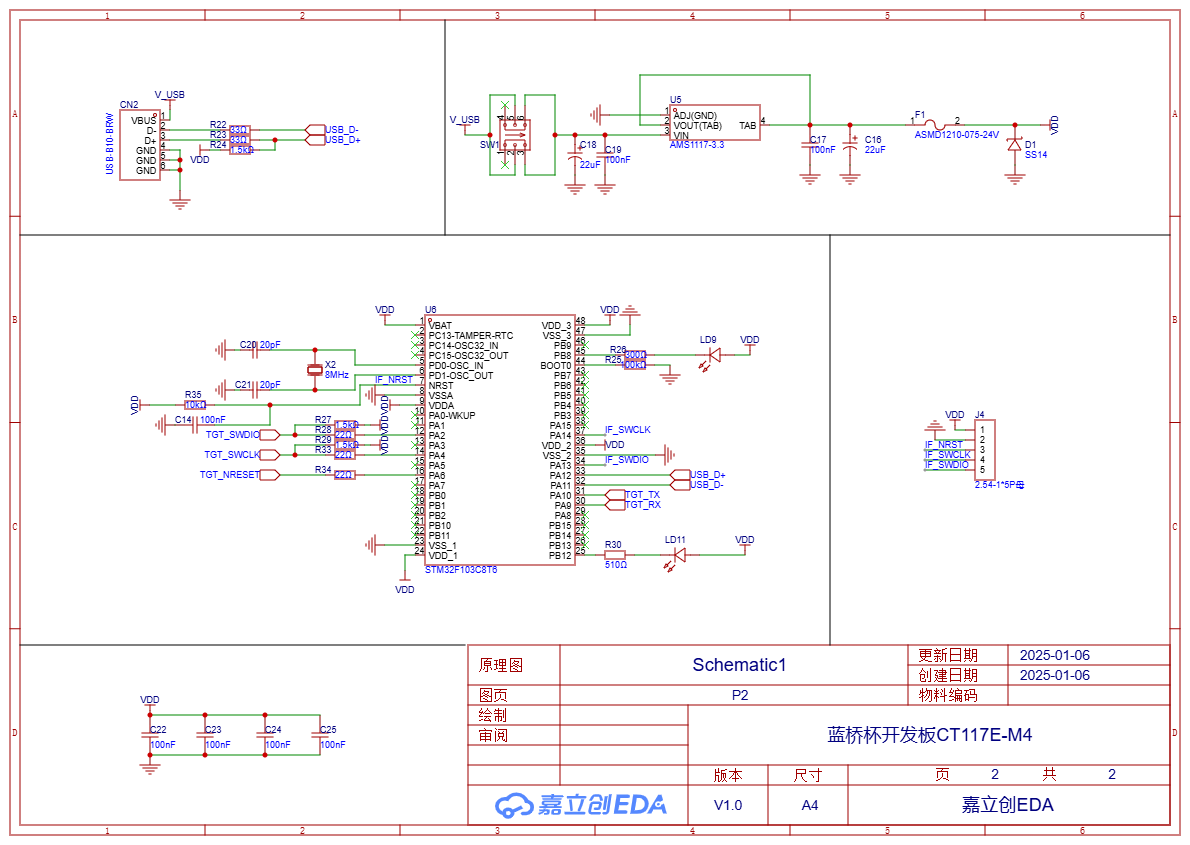 1 2 3 4 5 6
A
A
V_USB
CN2
USB-B10-BRW
VBUS 1
D- 2
D+ 3
GND 4
GND 5
GND
R22 33Ω
R23 33Ω
R24 1.5kΩ
VDD
USB_D-
USB_D+
V_USB
SW1
4 5 6
1 2 3
C18
22uF
C19
100nF
U5
1 ADJ(GND)
2 VOUT(TAB)
3 VIN
TAB 4
AMS1117-3.3
C17
100nF
C16
22uF
F1
1 2
ASMD1210-075-24V
D1
SS14
VDD
B
B
VDD
U6
1 VBAT
2 PC13-TAMPER-RTC
3 PC14-OSC32_IN
4 PC15-OSC32_OUT
5 PD0-OSC_IN
6 PD1-OSC_OUT
7 NRST
8 VSSA
9 VDDA
10 PA0-WKUP
11 PA1
12 PA2
13 PA3
14 PA4
15 PA5
16 PA6
17 PA7
18 PB0
19 PB1
20 PB2
21 PB10
22 PB11
23 VSS_1
24 VDD_1
STM32F103C8T6
VDD_3 48
VSS_3 47
PB9 46
PB8 45
BOOT0 44
PB7 43
PB6 42
PB5 41
PB4 40
PB3 39
PA15 38
PA14 37
VDD_2 36
VSS_2 35
PA13 34
PA12 33
PA11 32
PA10 31
PA9 30
PA8 29
PB15 28
PB14 27
PB13 26
PB12 25
C20 20pF
X2
8MHz
C21 20pF
IF_NRST
VDD
R35
10kΩ
C14 100nF
VDD
VDD
VDD
R27 1.5kΩ
R28 22Ω
R29 1.5kΩ
R33 22Ω
R34 22Ω
TGT_SWDIO
TGT_SWCLK
TGT_NRESET
VDD
VDD
R26
R25
LD9
VDD
IF_SWCLK
VDD
IF_SWDIO
USB_D+
USB_D-
TGT_TX
TGT_RX
R30
510Ω
LD11
VDD
VDD
J4
1
2
3
4
5
IF_NRST
IF_SWCLK
IF_SWDIO
2.54-1*5P母
C
C
VDD
C22
100nF
C23
100nF
C24
100nF
C25
100nF
D
D
原理图
Schematic1
更新日期 2025-01-06
创建日期 2025-01-06
图页
P2
物料编码
绘制
审阅
蓝桥杯开发板CT117E-M4
版本 尺寸 页 2 共 2
嘉立创EDA
V1.0 A4 嘉立创EDA
1 2 3 4 5 6